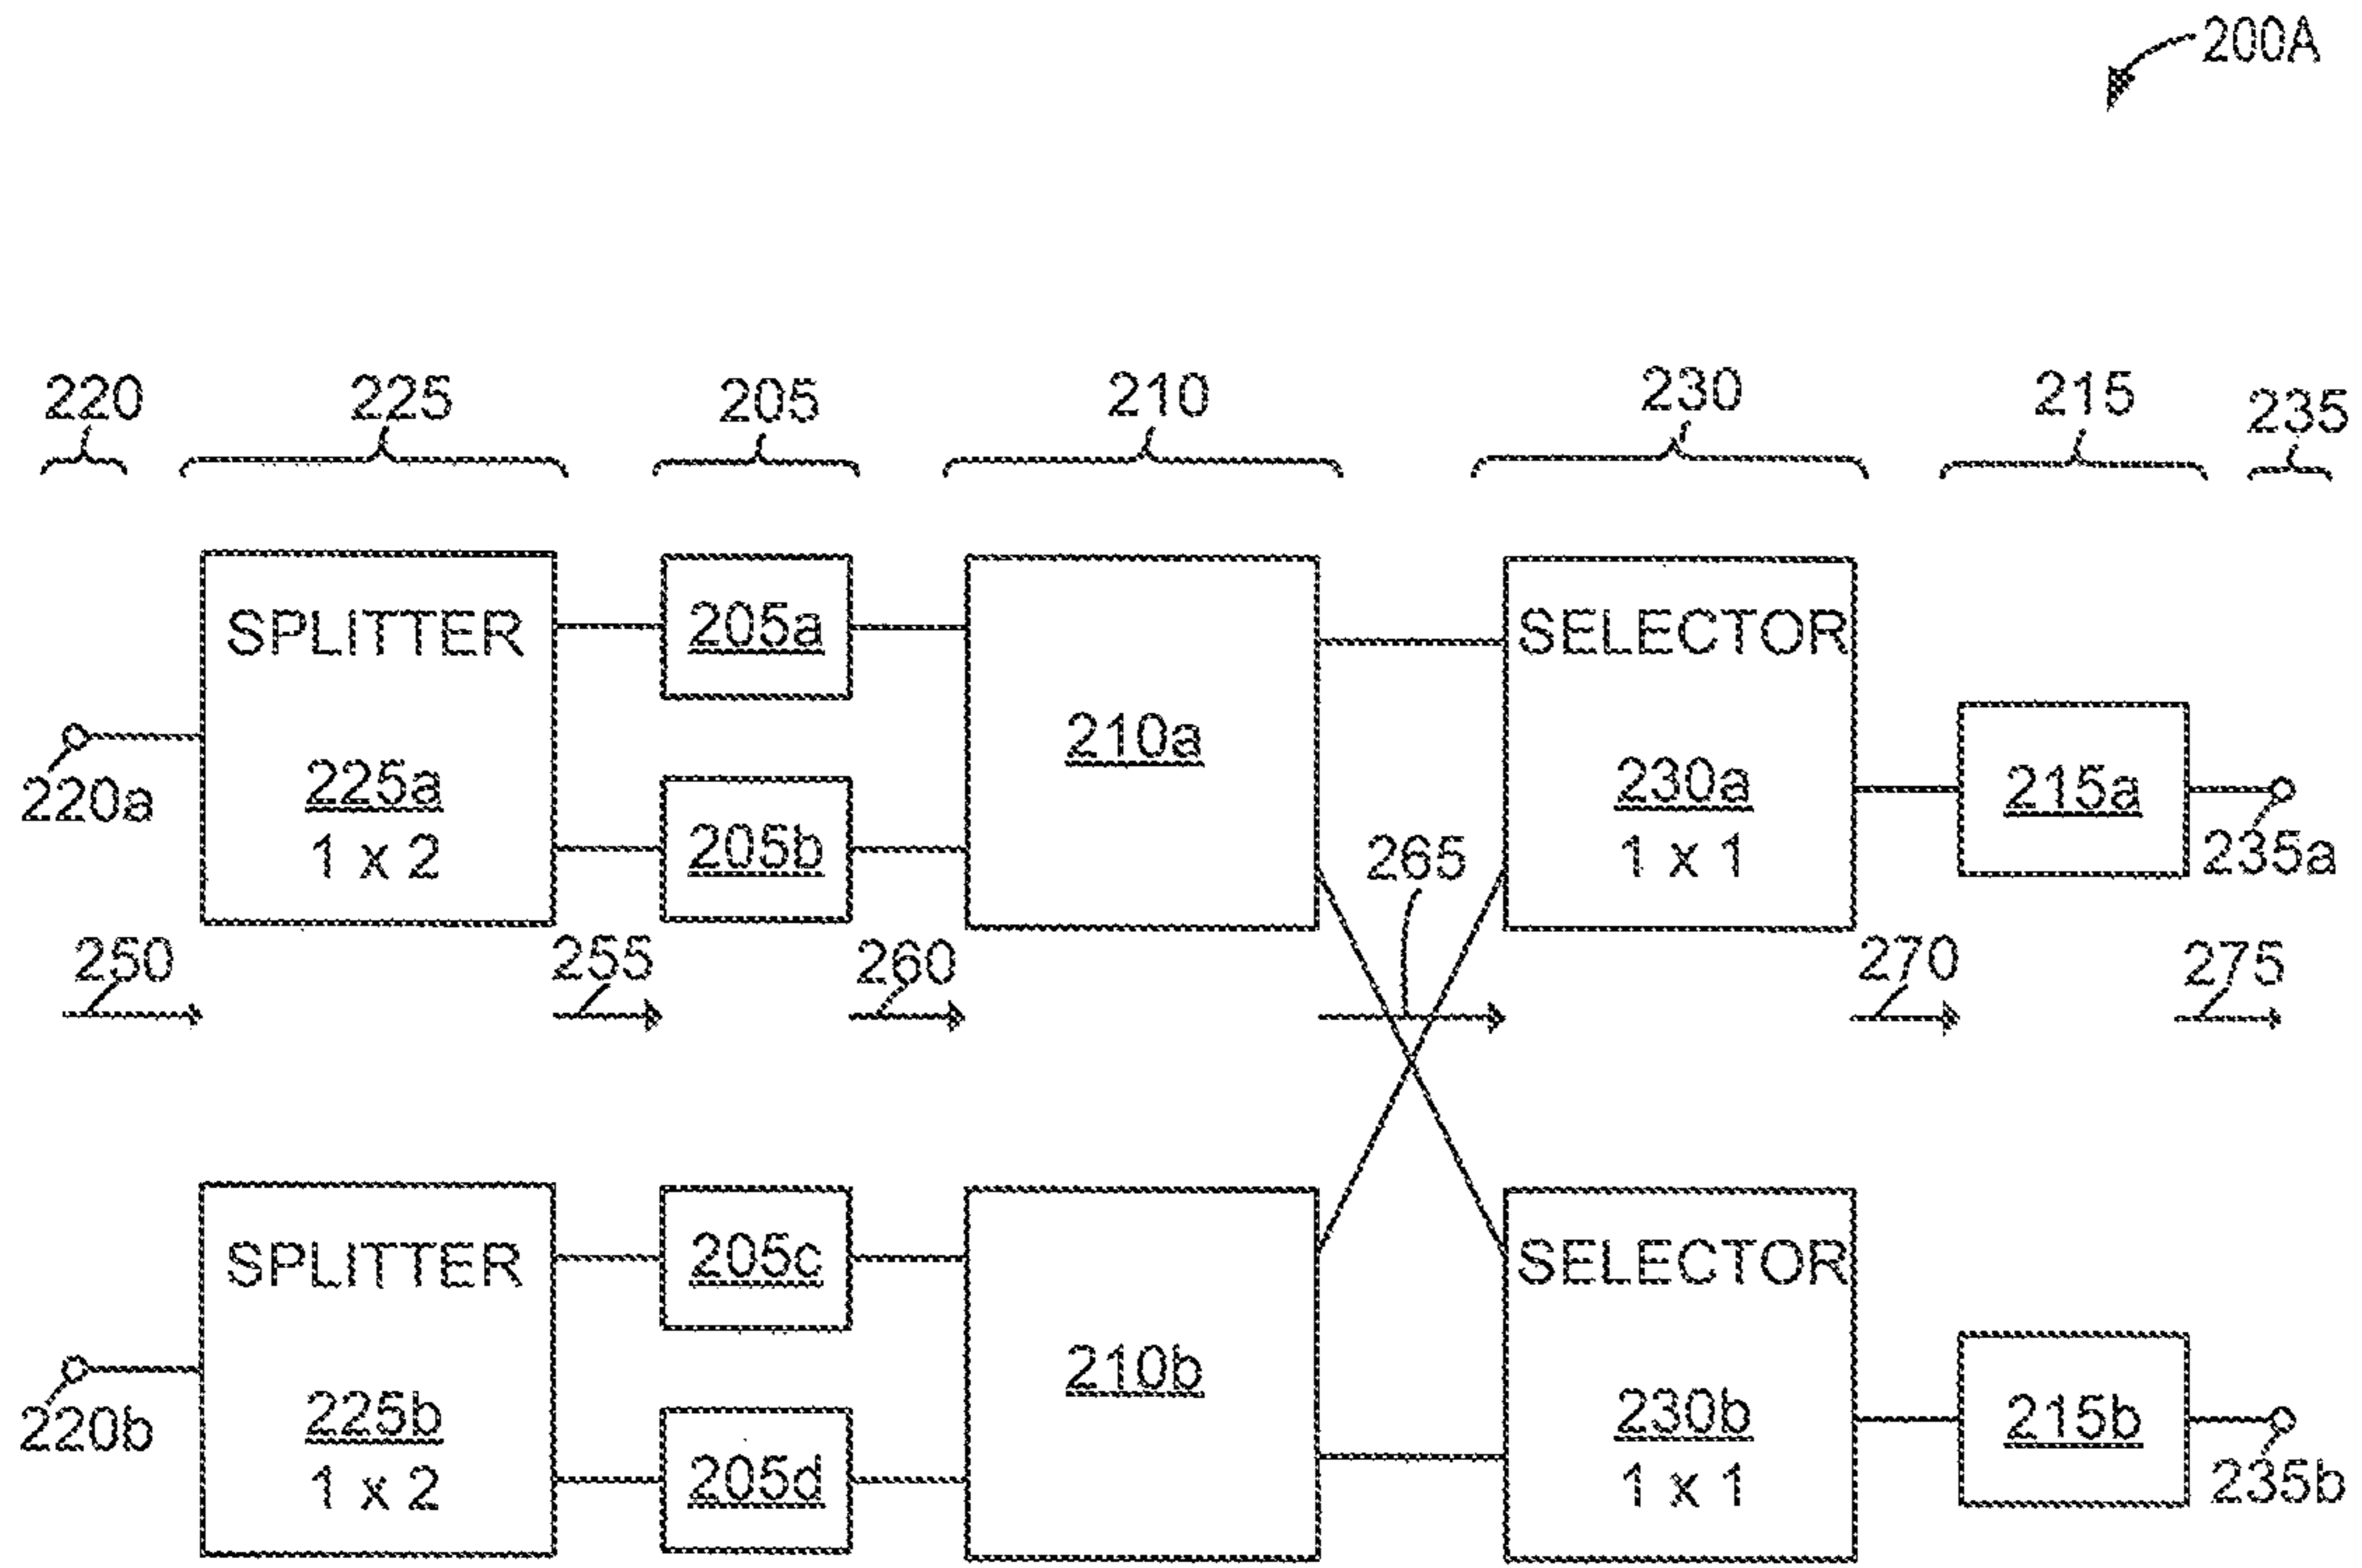 200A
220 225 205 210 230 215 235
SPLITTER 205a SELECTOR
220a 225a 205b 210a 230a 215a 235a
1 x 2 265 1 x 1
250 255 260 270 275
SPLITTER 205c SELECTOR
220b 225b 205d 210b 230b 215b 235b
1 x 2 1 x 1